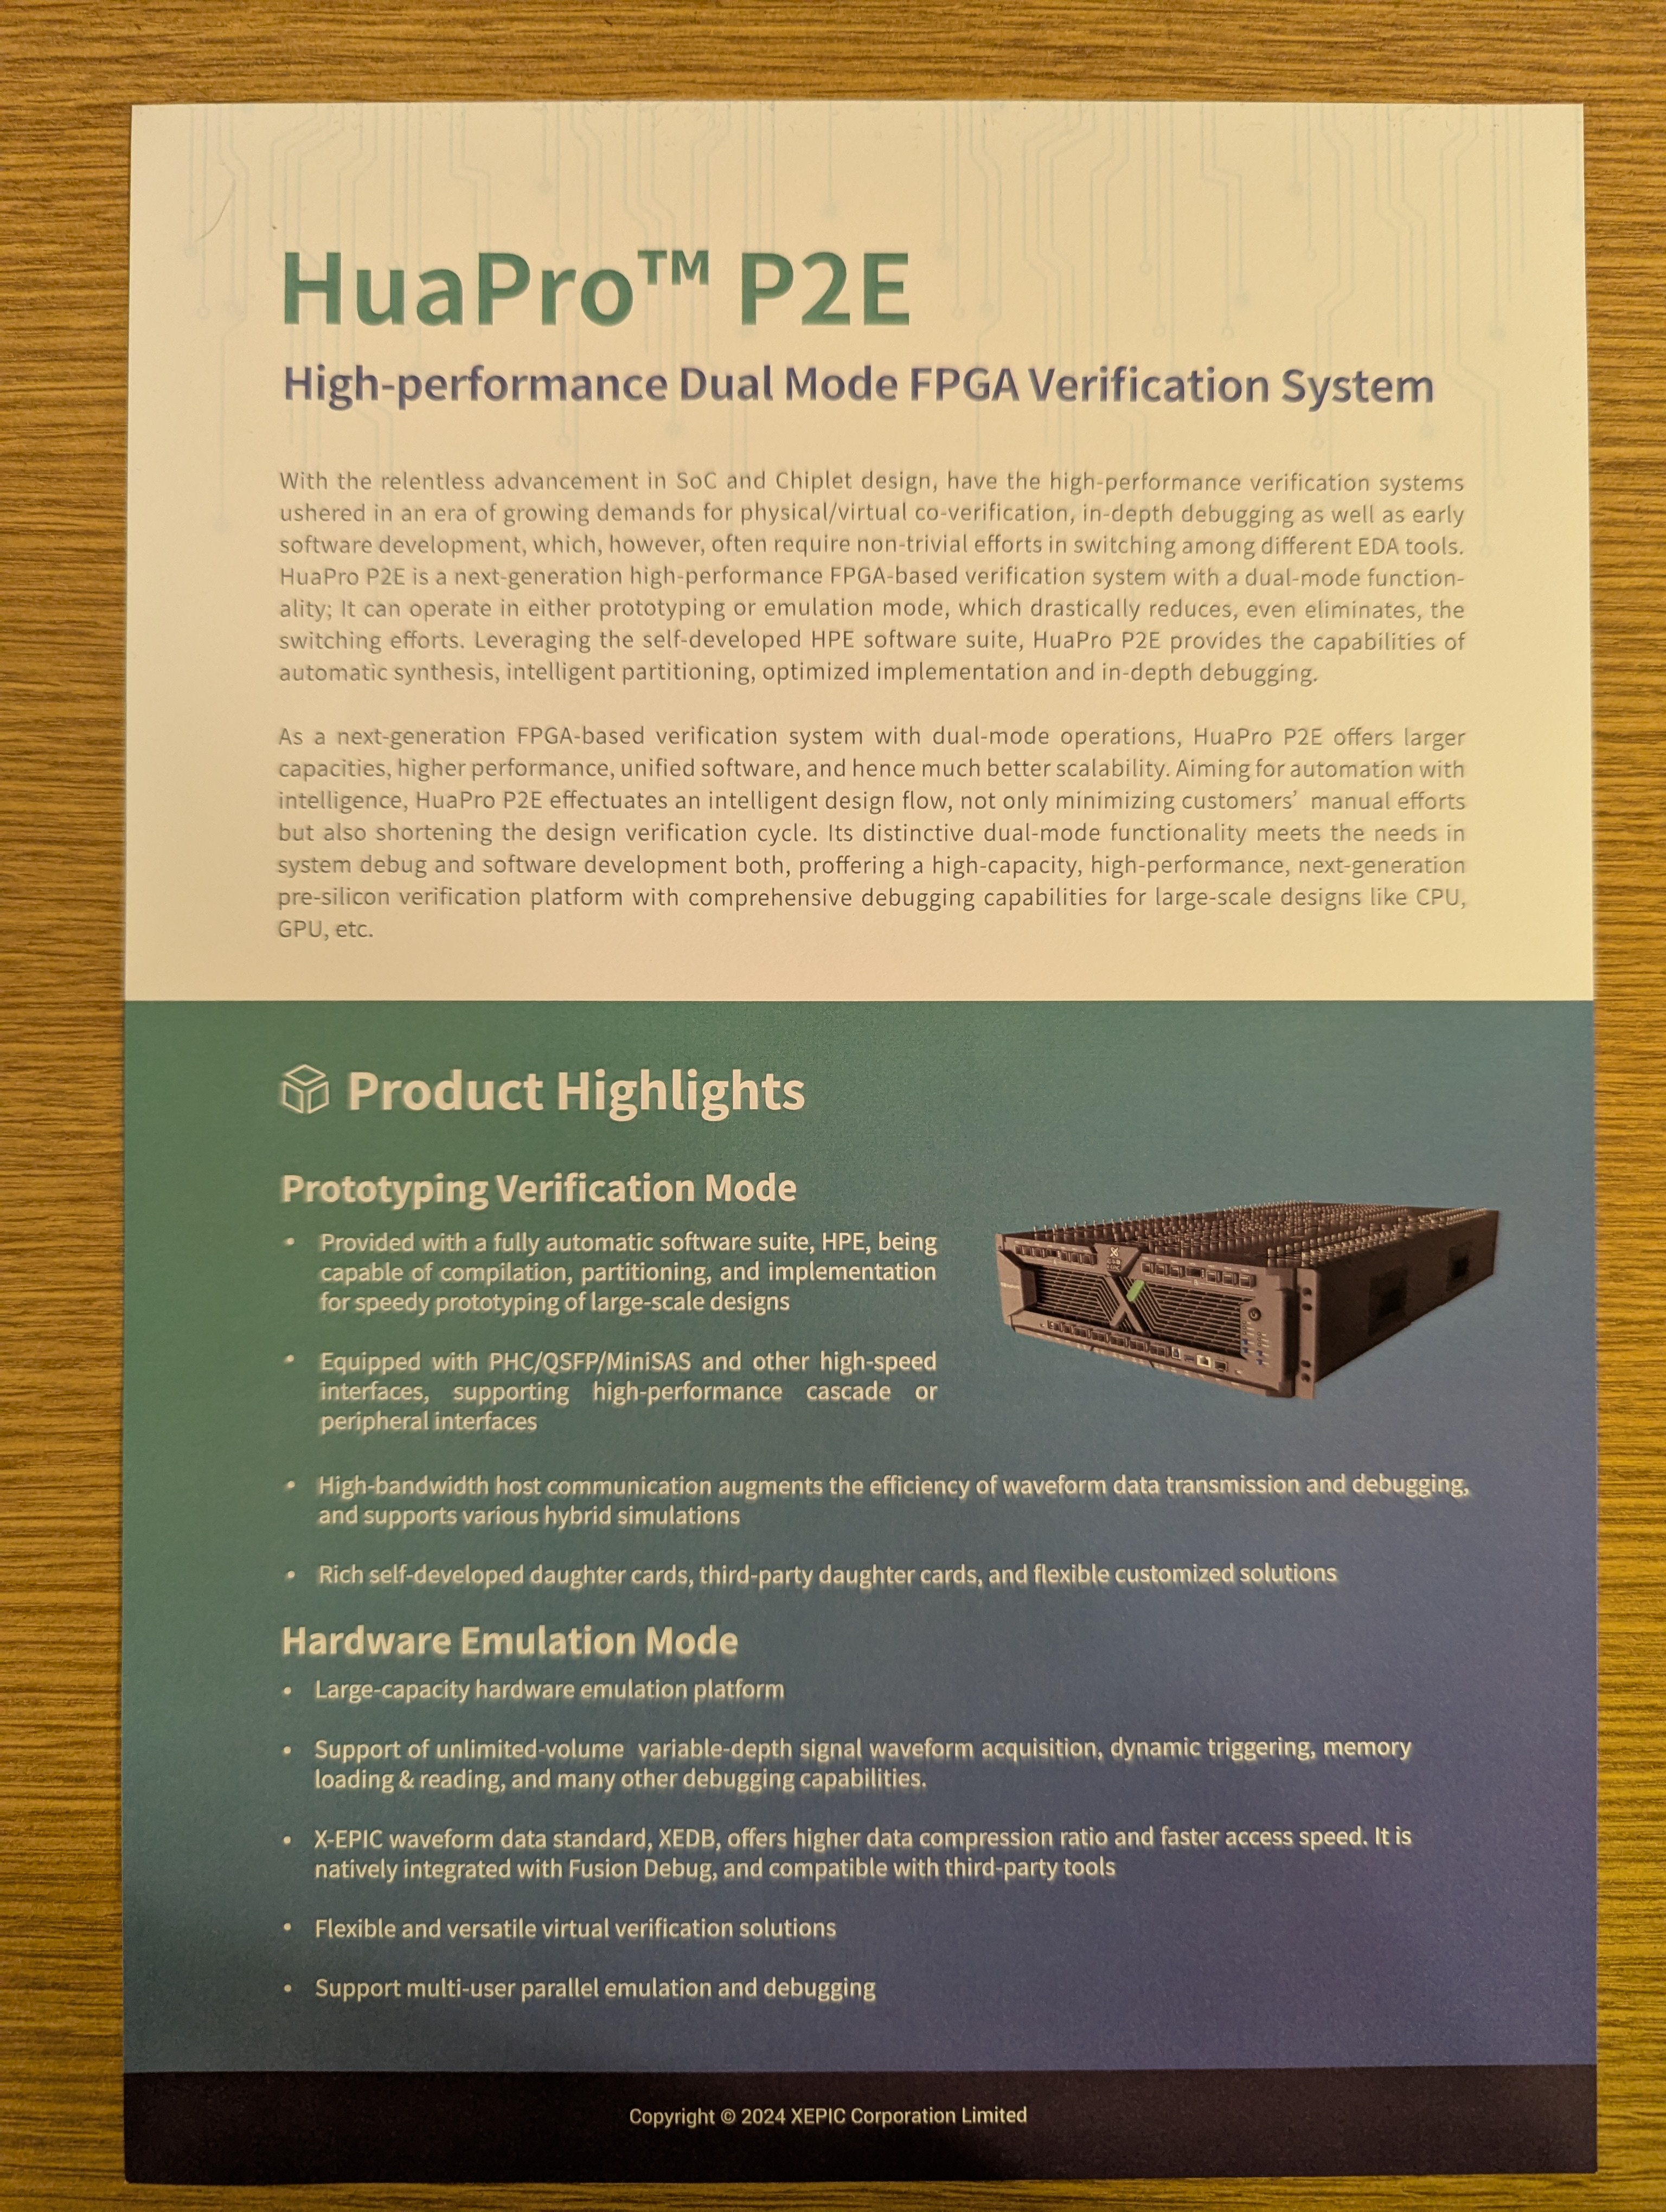 HuaPro™ P2E
High-performance Dual Mode FPGA Verification System
With the relentless advancement in SoC and Chiplet design, have the high-performance verification systems
ushered in an era of growing demands for physical/virtual co-verification, in-depth debugging as well as early
software development, which, however, often require non-trivial efforts in switching among different EDA tools.
HuaPro P2E is a next-generation high-performance FPGA-based verification system with a dual-mode function-
ality; It can operate in either prototyping or emulation mode, which drastically reduces, even eliminates, the
switching efforts. Leveraging the self-developed HPE software suite, HuaPro P2E provides the capabilities of
automatic synthesis, intelligent partitioning, optimized implementation and in-depth debugging.
As a next-generation FPGA-based verification system with dual-mode operations, HuaPro P2E offers larger
capacities, higher performance, unified software, and hence much better scalability. Aiming for automation with
intelligence, HuaPro P2E effectuates an intelligent design flow, not only minimizing customers’ manual efforts
but also shortening the design verification cycle. Its distinctive dual-mode functionality meets the needs in
system debug and software development both, proffering a high-capacity, high-performance, next-generation
pre-silicon verification platform with comprehensive debugging capabilities for large-scale designs like CPU,
GPU, etc.
Product Highlights
Prototyping Verification Mode
• Provided with a fully automatic software suite, HPE, being
capable of compilation, partitioning, and implementation
for speedy prototyping of large-scale designs
• Equipped with PHC/QSFP/MiniSAS and other high-speed
interfaces, supporting high-performance cascade or
peripheral interfaces
• High-bandwidth host communication augments the efficiency of waveform data transmission and debugging,
and supports various hybrid simulations
• Rich self-developed daughter cards, third-party daughter cards, and flexible customized solutions
Hardware Emulation Mode
• Large-capacity hardware emulation platform
• Support of unlimited-volume variable-depth signal waveform acquisition, dynamic triggering, memory
loading & reading, and many other debugging capabilities.
• X-EPIC waveform data standard, XEDB, offers higher data compression ratio and faster access speed. It is
natively integrated with Fusion Debug, and compatible with third-party tools
• Flexible and versatile virtual verification solutions
• Support multi-user parallel emulation and debugging
Copyright © 2024 XEPIC Corporation Limited